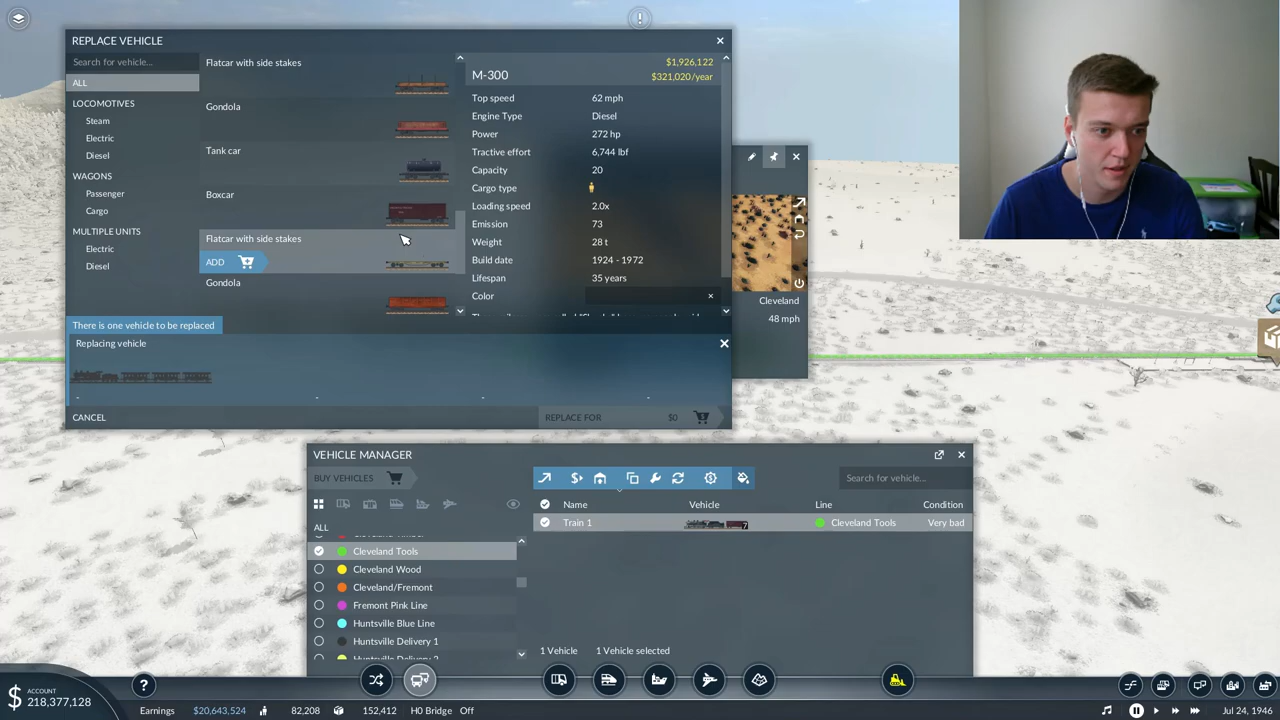 REPLACE VEHICLE
Search for vehicle...
ALL
LOCOMOTIVES
Steam
Electric
Diesel
WAGONS
Passenger
Cargo
MULTIPLE UNITS
Electric
Diesel
Flatcar with side stakes
Gondola
Tank car
Boxcar
Flatcar with side stakes
ADD
Gondola
$1,926,122
M-300
$321,020/year
Top speed 62 mph
Engine Type Diesel
Power 272 hp
Tractive effort 6,744 lbf
Capacity 20
Cargo type
Loading speed 2.0x
Emission 73
Weight 28 t
Build date 1924 - 1972
Lifespan 35 years
Color
There is one vehicle to be replaced
Replacing vehicle
- - - -
CANCEL
REPLACE FOR $0
Cleveland
48 mph
VEHICLE MANAGER
BUY VEHICLES
Search for vehicle...
ALL
Cleveland Tools
Cleveland Wood
Cleveland/Fremont
Fremont Pink Line
Huntsville Blue Line
Huntsville Delivery 1
Name Vehicle Line Condition
Train 1 7 Cleveland Tools Very bad
1 Vehicle 1 Vehicle selected
ACCOUNT
$ 218,377,128
?
Earnings $20,643,524 82,208 152,412 H0 Bridge Off
Jul 24, 1946